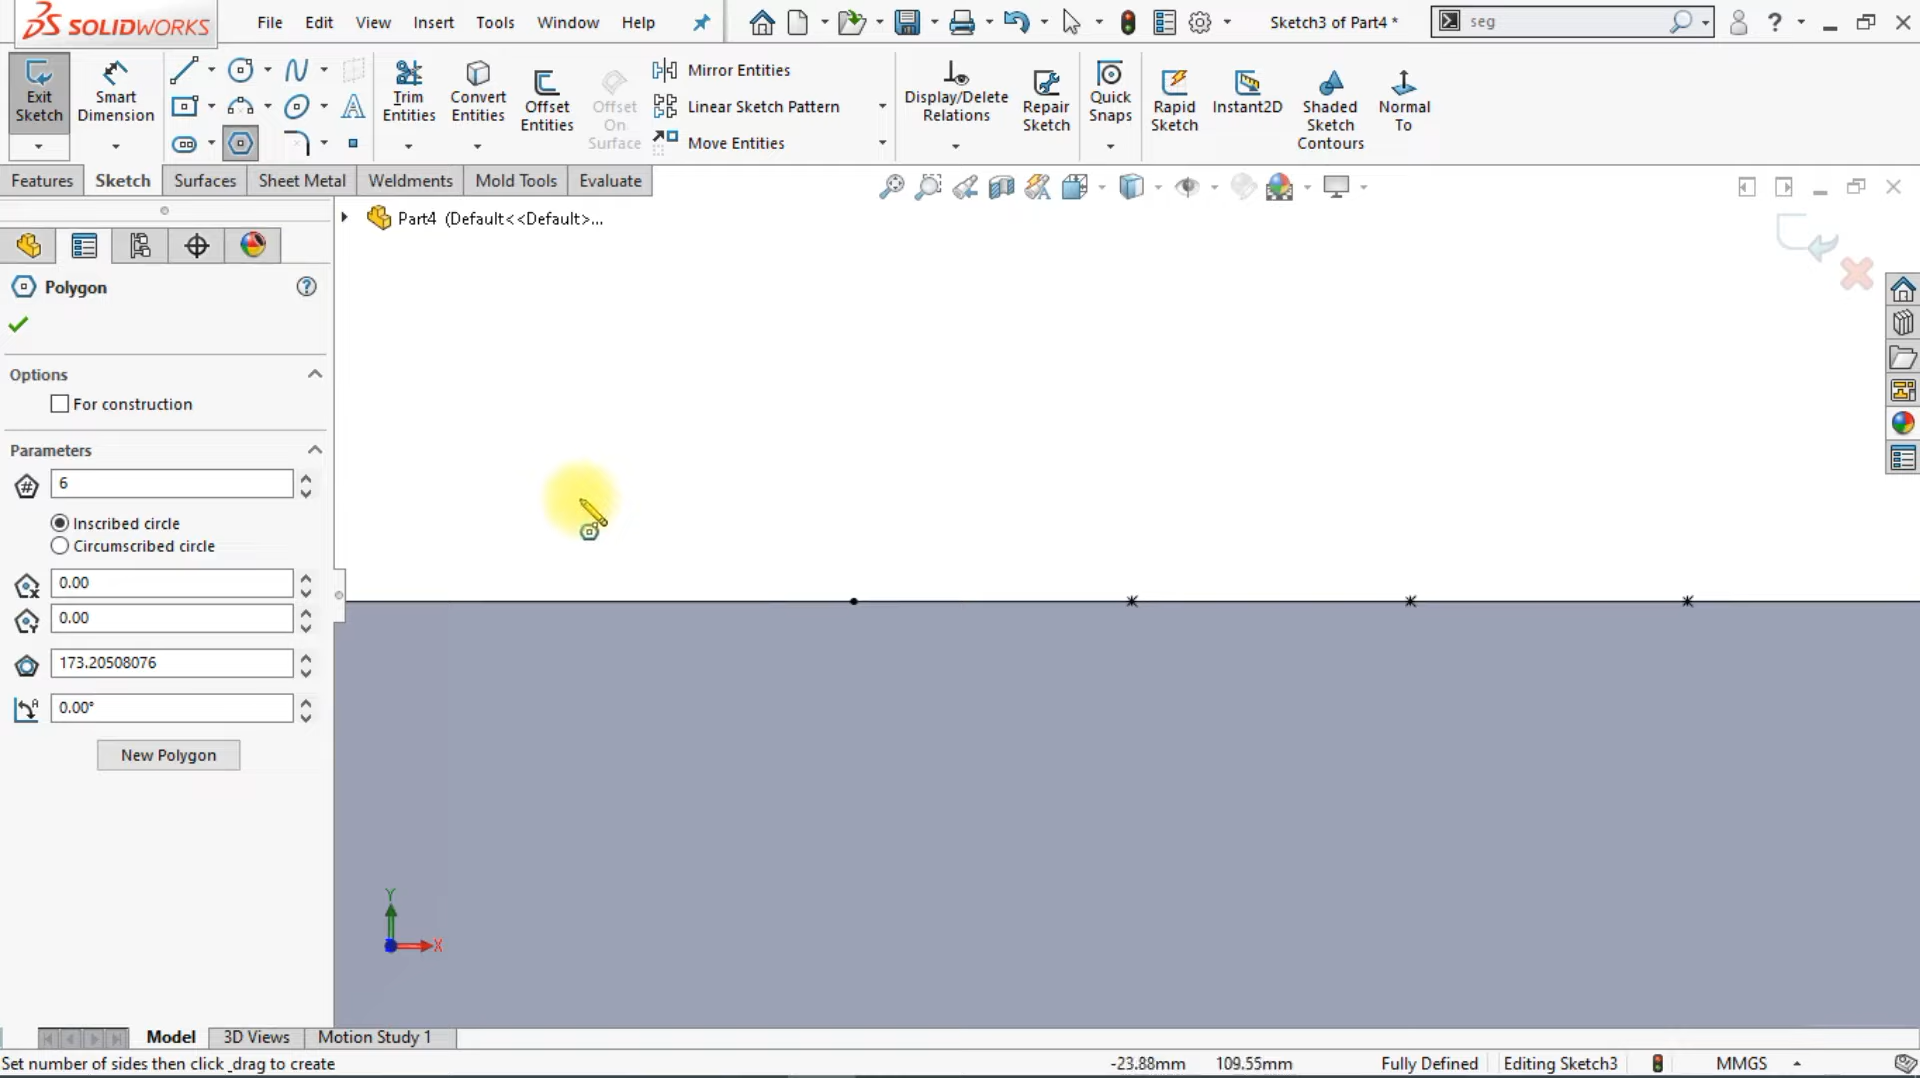 SOLIDWORKS
File Edit View Insert Tools Window Help
Sketch3 of Part4 *
seg
?
Exit Sketch
Smart Dimension
Trim Entities
Convert Entities
Offset Entities
Offset On Surface
Mirror Entities
Linear Sketch Pattern
Move Entities
Display/Delete Relations
Repair Sketch
Quick Snaps
Rapid Sketch
Instant2D
Shaded Sketch Contours
Normal To
Features Sketch Surfaces Sheet Metal Weldments Mold Tools Evaluate
Part4 (Default<<Default>...
Polygon
?
Options
For construction
Parameters
6
Inscribed circle
Circumscribed circle
0.00
0.00
173.20508076
0.00°
New Polygon
Y
X
Model 3D Views Motion Study 1
Set number of sides then click _drag to create
-23.88mm 109.55mm Fully Defined Editing Sketch3 MMGS